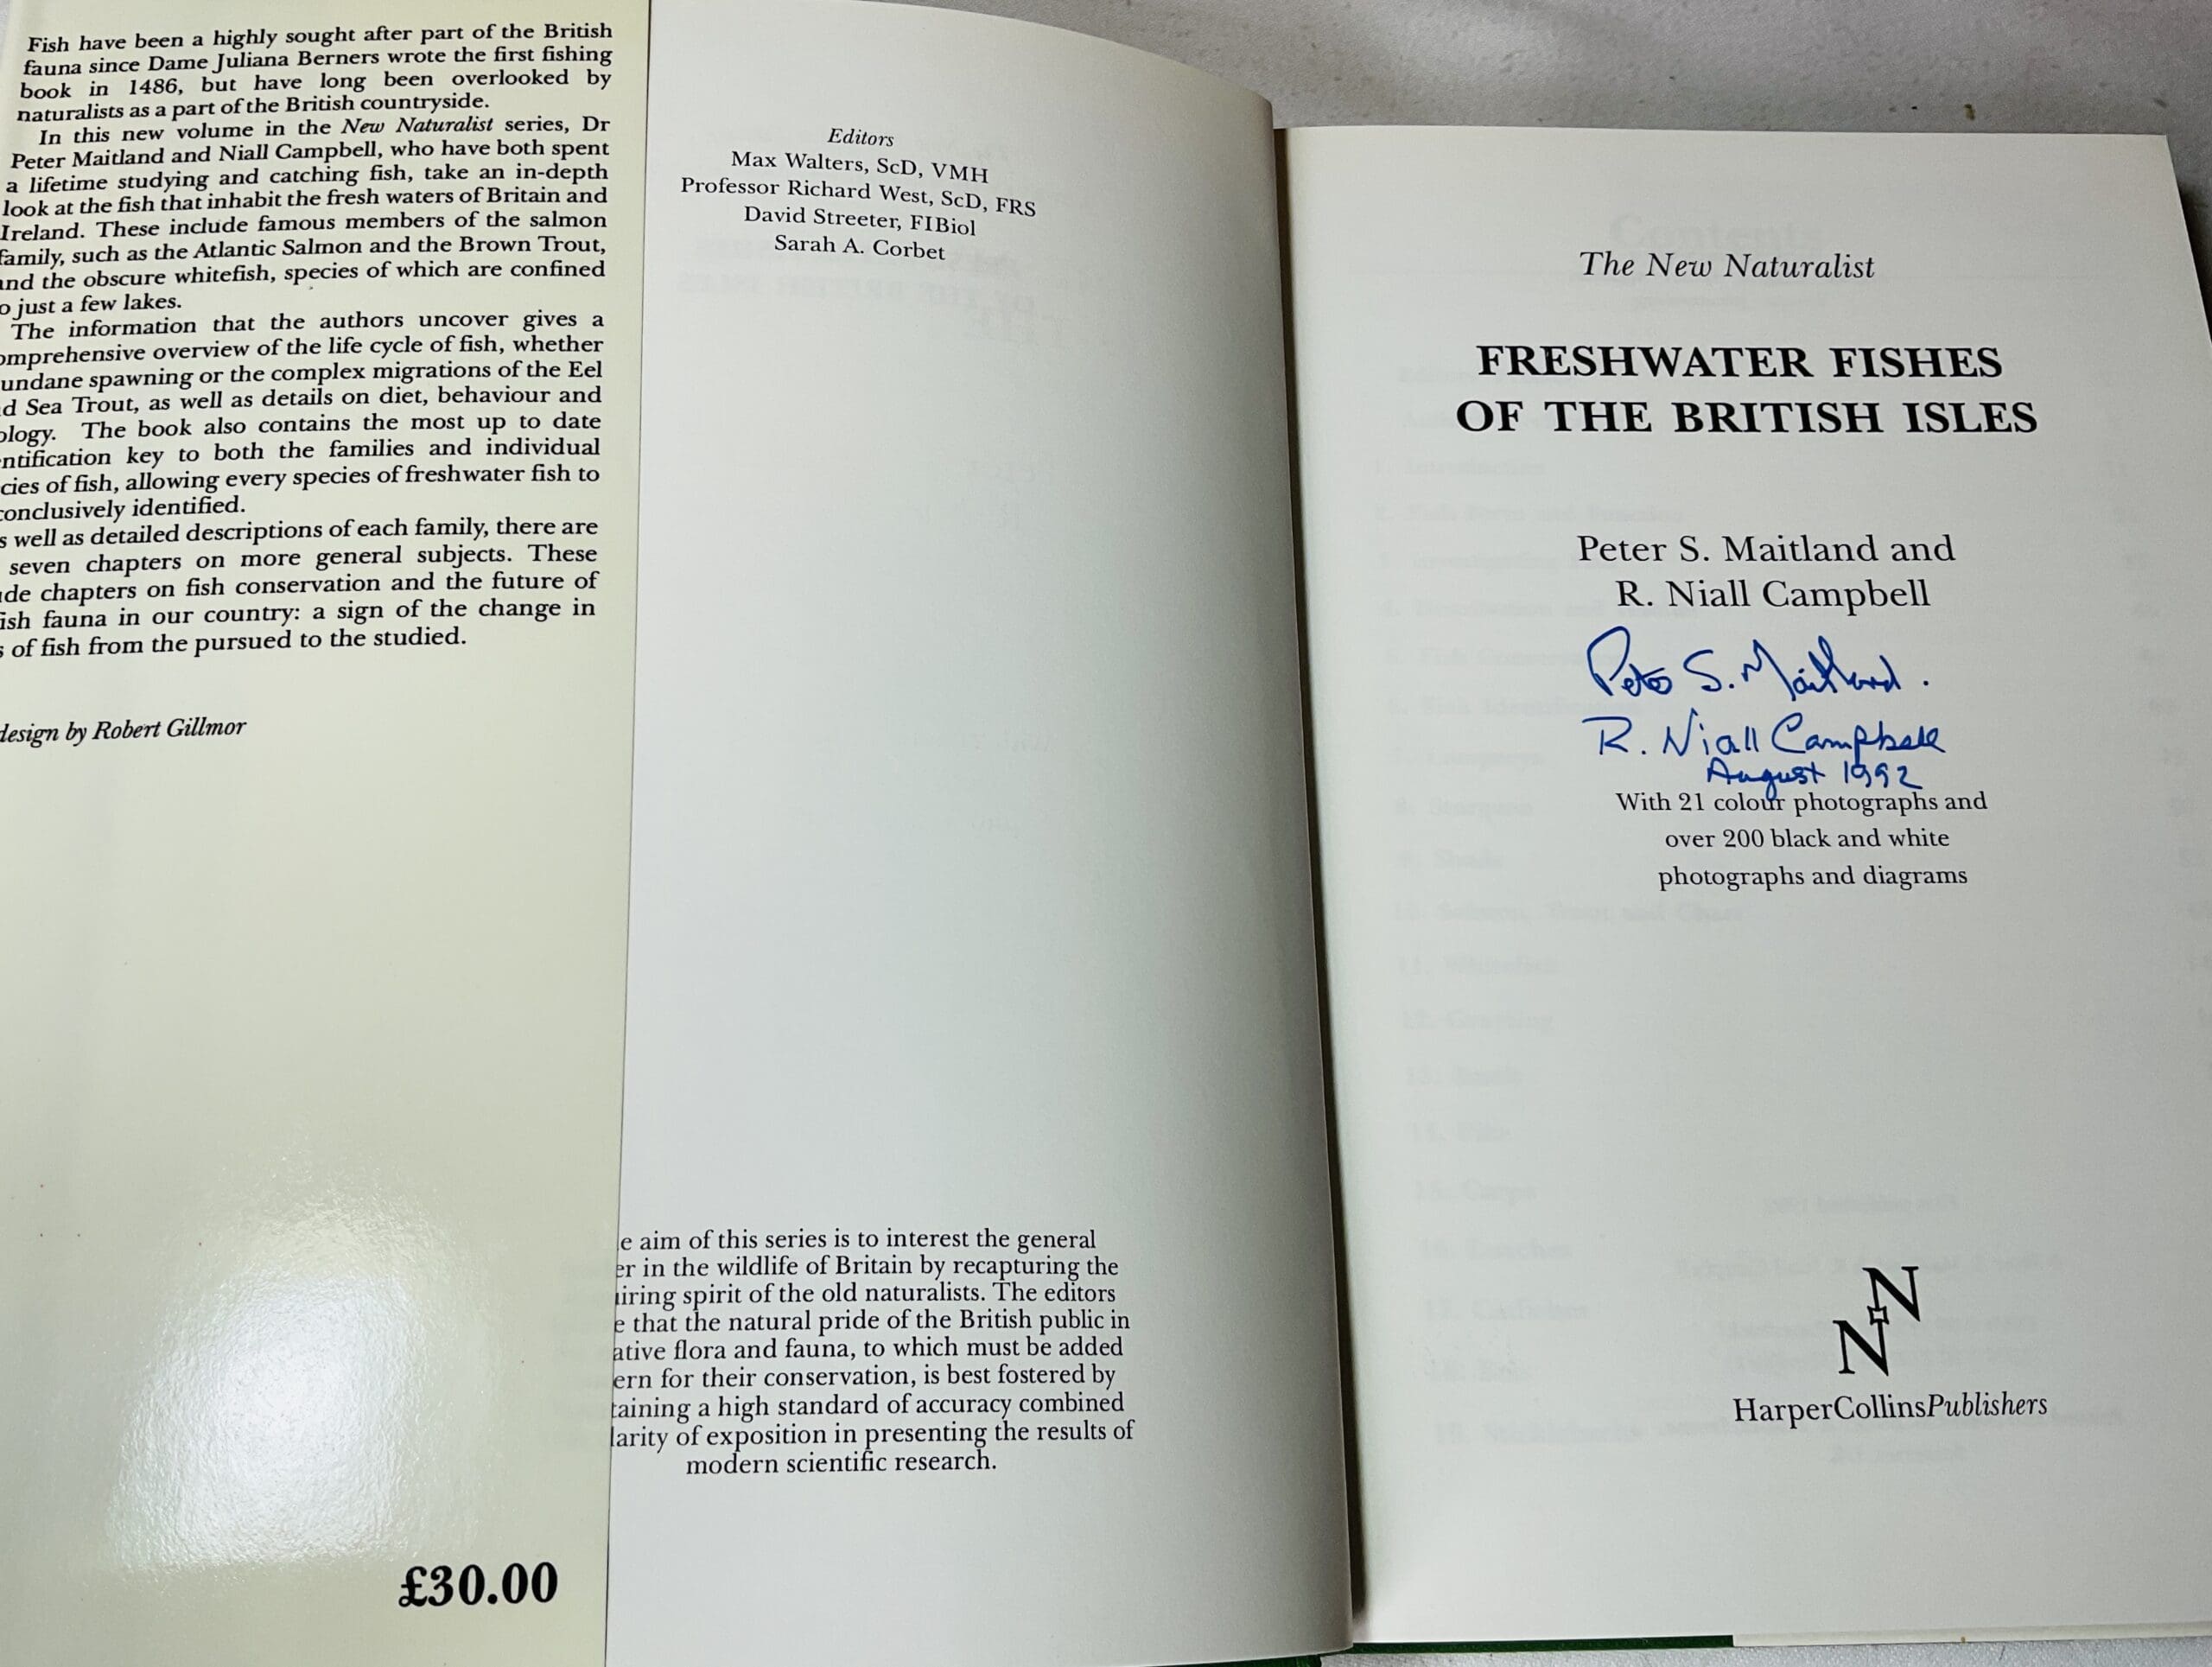 Fish have been a highly sought after part of the British
fauna since Dame Juliana Berners wrote the first fishing
book in 1486, but have long been overlooked by
naturalists as a part of the British countryside.
In this new volume in the New Naturalist series, Dr
Peter Maitland and Niall Campbell, who have both spent
a lifetime studying and catching fish, take an in-depth
look at the fish that inhabit the fresh waters of Britain and
Ireland. These include famous members of the salmon
family, such as the Atlantic Salmon and the Brown Trout,
and the obscure whitefish, species of which are confined
o just a few lakes.
The information that the authors uncover gives a
omprehensive overview of the life cycle of fish, whether
undane spawning or the complex migrations of the Eel
d Sea Trout, as well as details on diet, behaviour and
ology. The book also contains the most up to date
ntification key to both the families and individual
cies of fish, allowing every species of freshwater fish to
conclusively identified.
s well as detailed descriptions of each family, there are
seven chapters on more general subjects. These
de chapters on fish conservation and the future of
ish fauna in our country: a sign of the change in
s of fish from the pursued to the studied.
design by Robert Gillmor
£30.00
Editors
Max Walters, ScD, VMH
Professor Richard West, ScD, FRS
David Streeter, FIBiol
Sarah A. Corbet
e aim of this series is to interest the general
er in the wildlife of Britain by recapturing the
iring spirit of the old naturalists. The editors
e that the natural pride of the British public in
ative flora and fauna, to which must be added
ern for their conservation, is best fostered by
taining a high standard of accuracy combined
larity of exposition in presenting the results of
modern scientific research.
The New Naturalist
FRESHWATER FISHES
OF THE BRITISH ISLES
Peter S. Maitland and
R. Niall Campbell
Peter S. Maitland.
R. Niall Campbell
August 1992
With 21 colour photographs and
over 200 black and white
photographs and diagrams
N
N
HarperCollinsPublishers